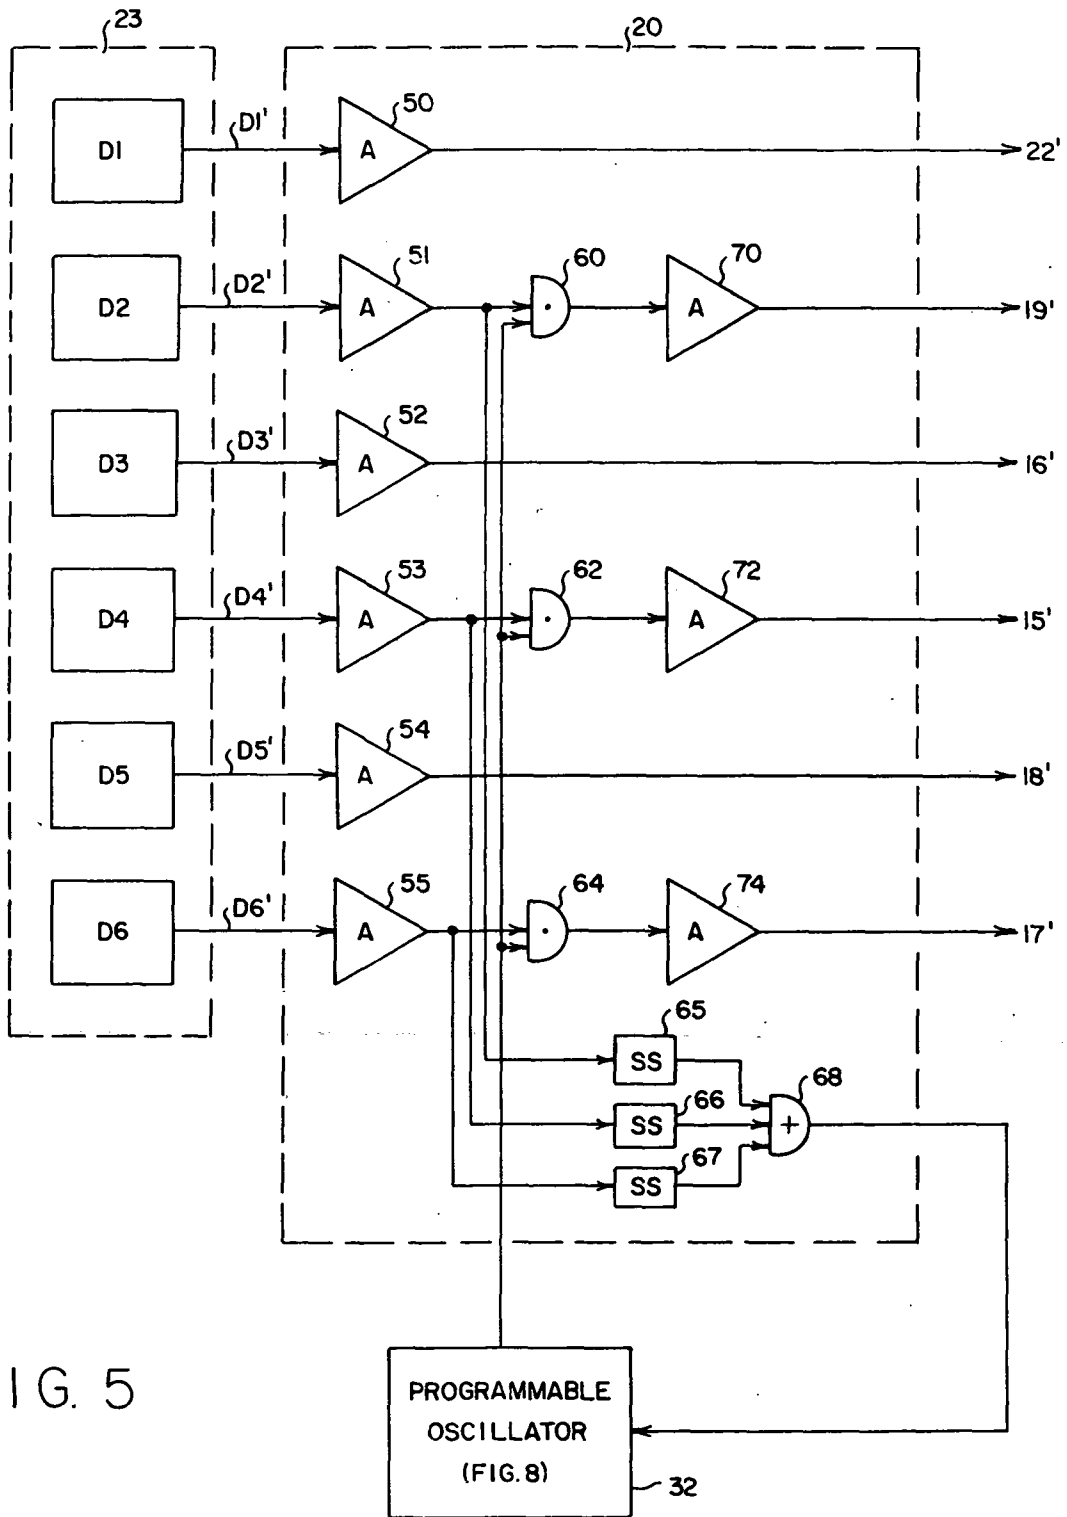 23
20
D1
D1'
A
50
22'
D2
D2'
A
51
60
•
A
70
19'
D3
D3'
A
52
16'
D4
D4'
A
53
62
•
A
72
15'
D5
D5'
A
54
18'
D6
D6'
A
55
64
•
A
74
17'
65
SS
66
SS
67
SS
68
+
PROGRAMMABLE
OSCILLATOR
(FIG. 8)
32
IG. 5